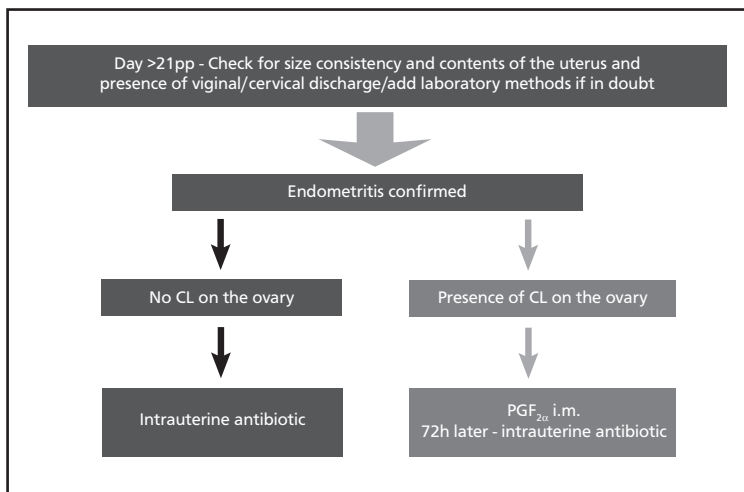 Day >21pp - Check for size consistency and contents of the uterus and
presence of viginal/cervical discharge/add laboratory methods if in doubt
Endometritis confirmed
No CL on the ovary
Presence of CL on the ovary
Intrauterine antibiotic
PGF2α i.m.
72h later - intrauterine antibiotic